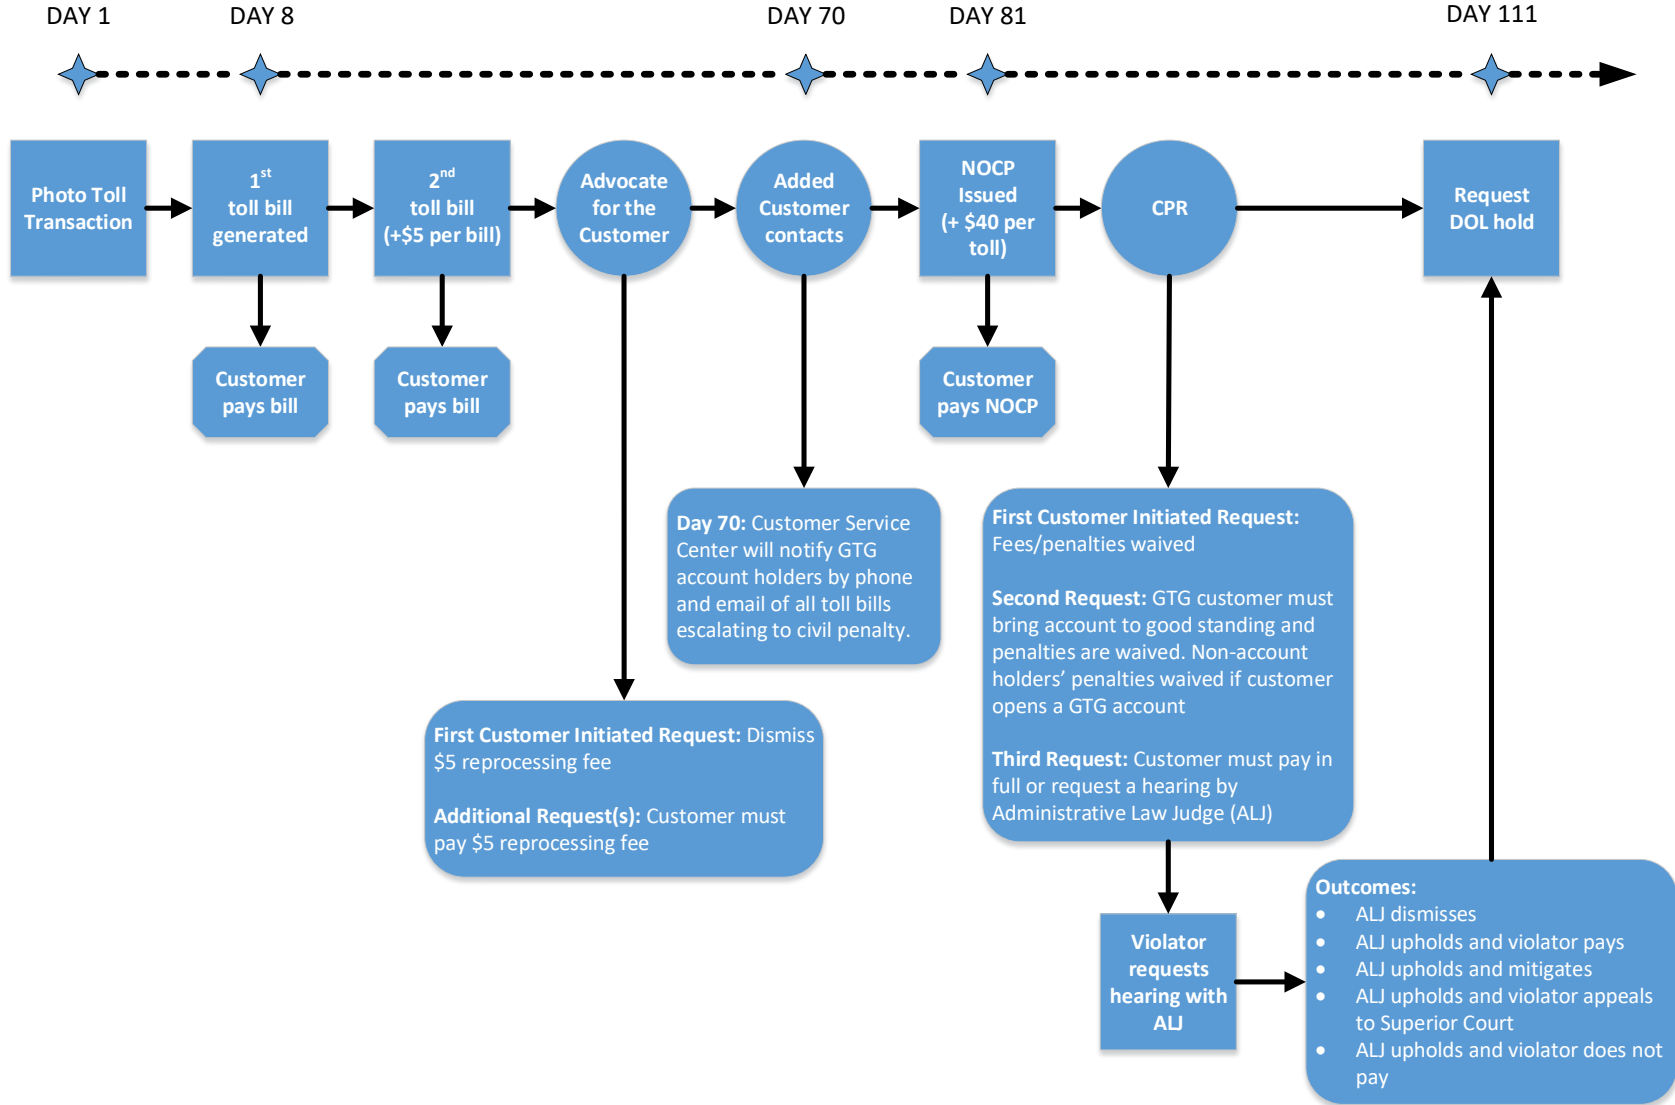 DAY 1
DAY 8
DAY 70
DAY 81
DAY 111
Photo Toll
Transaction
1st
toll bill
generated
2nd
toll bill
(+$5 per bill)
Advocate
for the
Customer
Added
Customer
contacts
NOCP
Issued
(+ $40 per
toll)
CPR
Request
DOL hold
Customer
pays bill
Customer
pays bill
Customer
pays NOCP
Day 70: Customer Service
Center will notify GTG
account holders by phone
and email of all toll bills
escalating to civil penalty.
First Customer Initiated Request:
Fees/penalties waived
Second Request: GTG customer must
bring account to good standing and
penalties are waived. Non-account
holders’ penalties waived if customer
opens a GTG account
Third Request: Customer must pay in
full or request a hearing by
Administrative Law Judge (ALJ)
First Customer Initiated Request: Dismiss
$5 reprocessing fee
Additional Request(s): Customer must
pay $5 reprocessing fee
Violator
requests
hearing with
ALJ
Outcomes:
• ALJ dismisses
• ALJ upholds and violator pays
• ALJ upholds and mitigates
• ALJ upholds and violator appeals
to Superior Court
• ALJ upholds and violator does not
pay